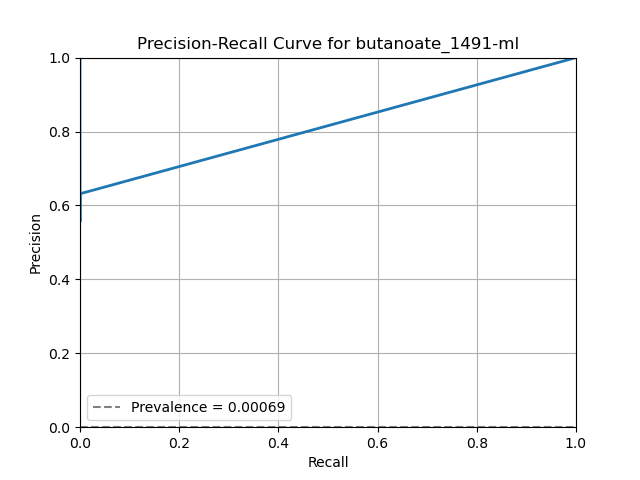 Precision-Recall Curve for butanoate_1491-ml
1.0
0.8
0.6
0.4
0.2
0.0
Precision
Prevalence = 0.00069
0.0 0.2 0.4 0.6 0.8 1.0
Recall